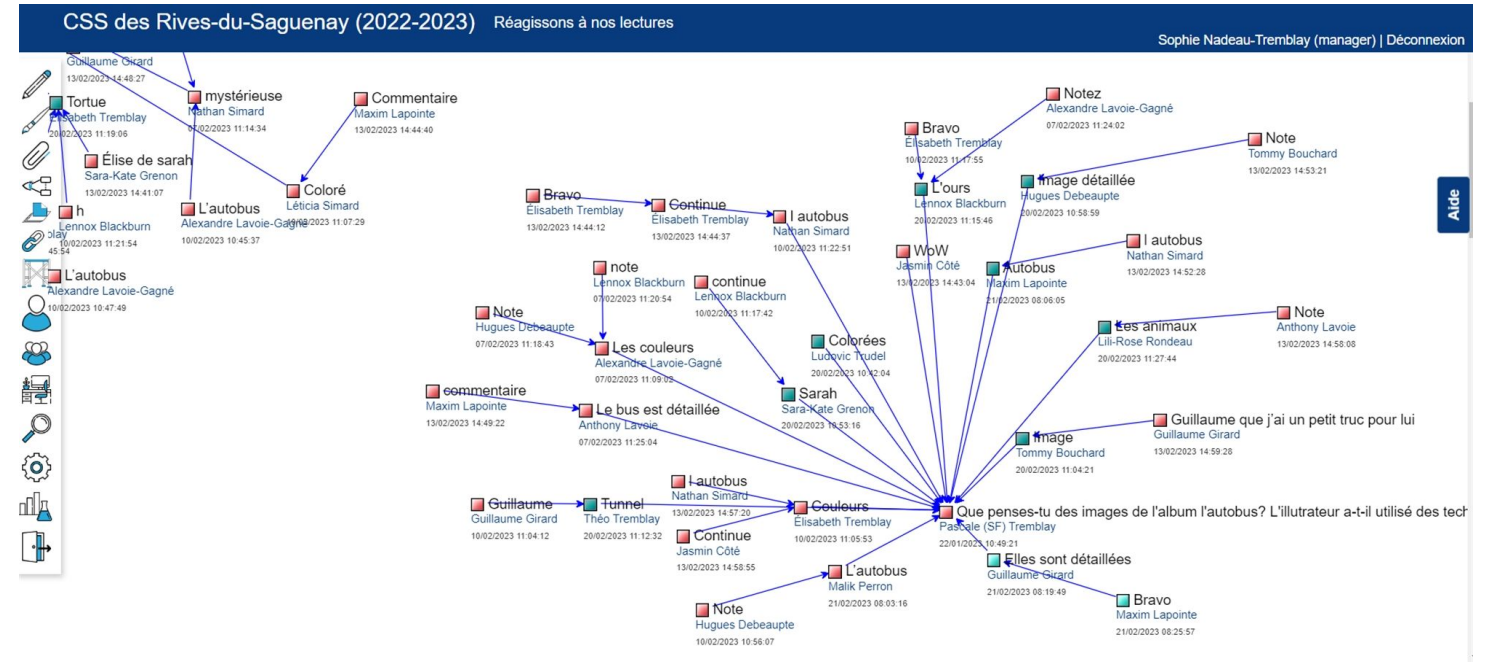 CSS des Rives-du-Saguenay (2022-2023) Réagissons à nos lectures
Sophie Nadeau-Tremblay (manager) | Déconnexion
Guillaume Girard
13/02/2023 14:48:27
Tortue
Élisabeth Tremblay
20/02/2023 11:19:06
mystérieuse
Nathan Simard
07/02/2023 11:14:34
Commentaire
Maxim Lapointe
13/02/2023 14:44:40
Élise de sarah
Sara-Kate Grenon
13/02/2023 14:41:07
Coloré
Léticia Simard
11:07:29
h
Lennox Blackburn
10/02/2023 11:21:54
L'autobus
Alexandre Lavoie-Gagné
10/02/2023 10:45:37
45:54
L'autobus
Alexandre Lavoie-Gagné
10/02/2023 10:47:49
Notez
Alexandre Lavoie-Gagné
07/02/2023 11:24:02
Bravo
Élisabeth Tremblay
10/02/2023 11:17:55
Note
Tommy Bouchard
13/02/2023 14:53:21
L'ours
Lennox Blackburn
20/02/2023 11:15:46
Image détaillée
Hugues Debeaupte
20/02/2023 10:58:59
Aide
Bravo
Élisabeth Tremblay
13/02/2023 14:44:12
Continue
Élisabeth Tremblay
13/02/2023 14:44:37
l autobus
Nathan Simard
10/02/2023 11:22:51
WoW
Jasmin Côté
13/02/2023 14:43:04
Autobus
Maxim Lapointe
21/02/2023 08:06:05
l autobus
Nathan Simard
13/02/2023 14:52:28
note
Lennox Blackburn
07/02/2023 11:20:54
continue
Lennox Blackburn
10/02/2023 11:17:42
Note
Hugues Debeaupte
07/02/2023 11:18:43
Les couleurs
Alexandre Lavoie-Gagné
07/02/2023 11:09:02
Colorées
Ludovic Trudel
20/02/2023 10:42:04
Les animaux
Lili-Rose Rondeau
20/02/2023 11:27:44
Note
Anthony Lavoie
13/02/2023 14:58:08
commentaire
Maxim Lapointe
13/02/2023 14:49:22
Le bus est détaillée
Anthony Lavoie
07/02/2023 11:25:04
Sarah
Sara-Kate Grenon
20/02/2023 10:53:16
Image
Tommy Bouchard
20/02/2023 11:04:21
Guillaume que j'ai un petit truc pour lui
Guillaume Girard
13/02/2023 14:59:28
Guillaume
Guillaume Girard
10/02/2023 11:04:12
Tunnel
Théo Tremblay
20/02/2023 11:12:32
l autobus
Nathan Simard
13/02/2023 14:57:20
Continue
Jasmin Côté
13/02/2023 14:58:55
Couleurs
Élisabeth Tremblay
10/02/2023 11:05:53
Que penses-tu des images de l'album l'autobus? L'illutrateur a-t-il utilisé des tech
Pascale (SF) Tremblay
22/01/2023 10:49:21
L'autobus
Malik Perron
21/02/2023 08:03:16
Elles sont détaillées
Guillaume Girard
21/02/2023 08:19:49
Note
Hugues Debeaupte
10/02/2023 10:56:07
Bravo
Maxim Lapointe
21/02/2023 08:25:57